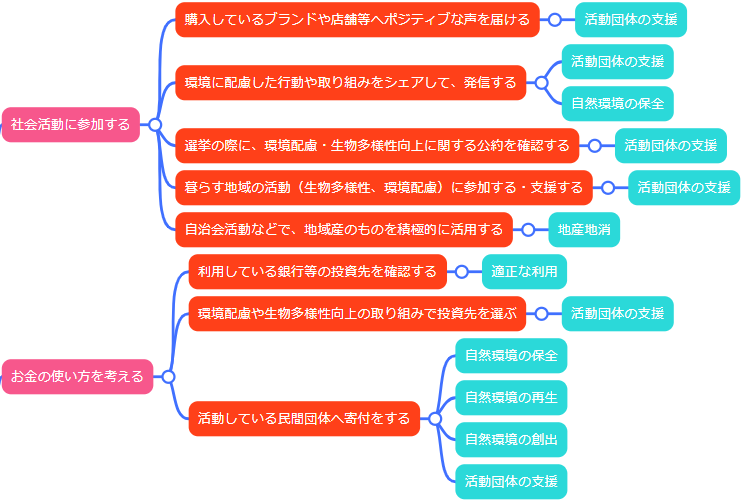 社会活動に参加する
購入しているブランドや店舗等へポジティブな声を届ける
活動団体の支援
環境に配慮した行動や取り組みをシェアして、発信する
活動団体の支援
自然環境の保全
選挙の際に、環境配慮・生物多様性向上に関する公約を確認する
活動団体の支援
暮らす地域の活動（生物多様性、環境配慮）に参加する・支援する
活動団体の支援
自治会活動などで、地域産のものを積極的に活用する
地産地消
お金の使い方を考える
利用している銀行等の投資先を確認する
適正な利用
環境配慮や生物多様性向上の取り組みで投資先を選ぶ
活動団体の支援
活動している民間団体へ寄付をする
自然環境の保全
自然環境の再生
自然環境の創出
活動団体の支援